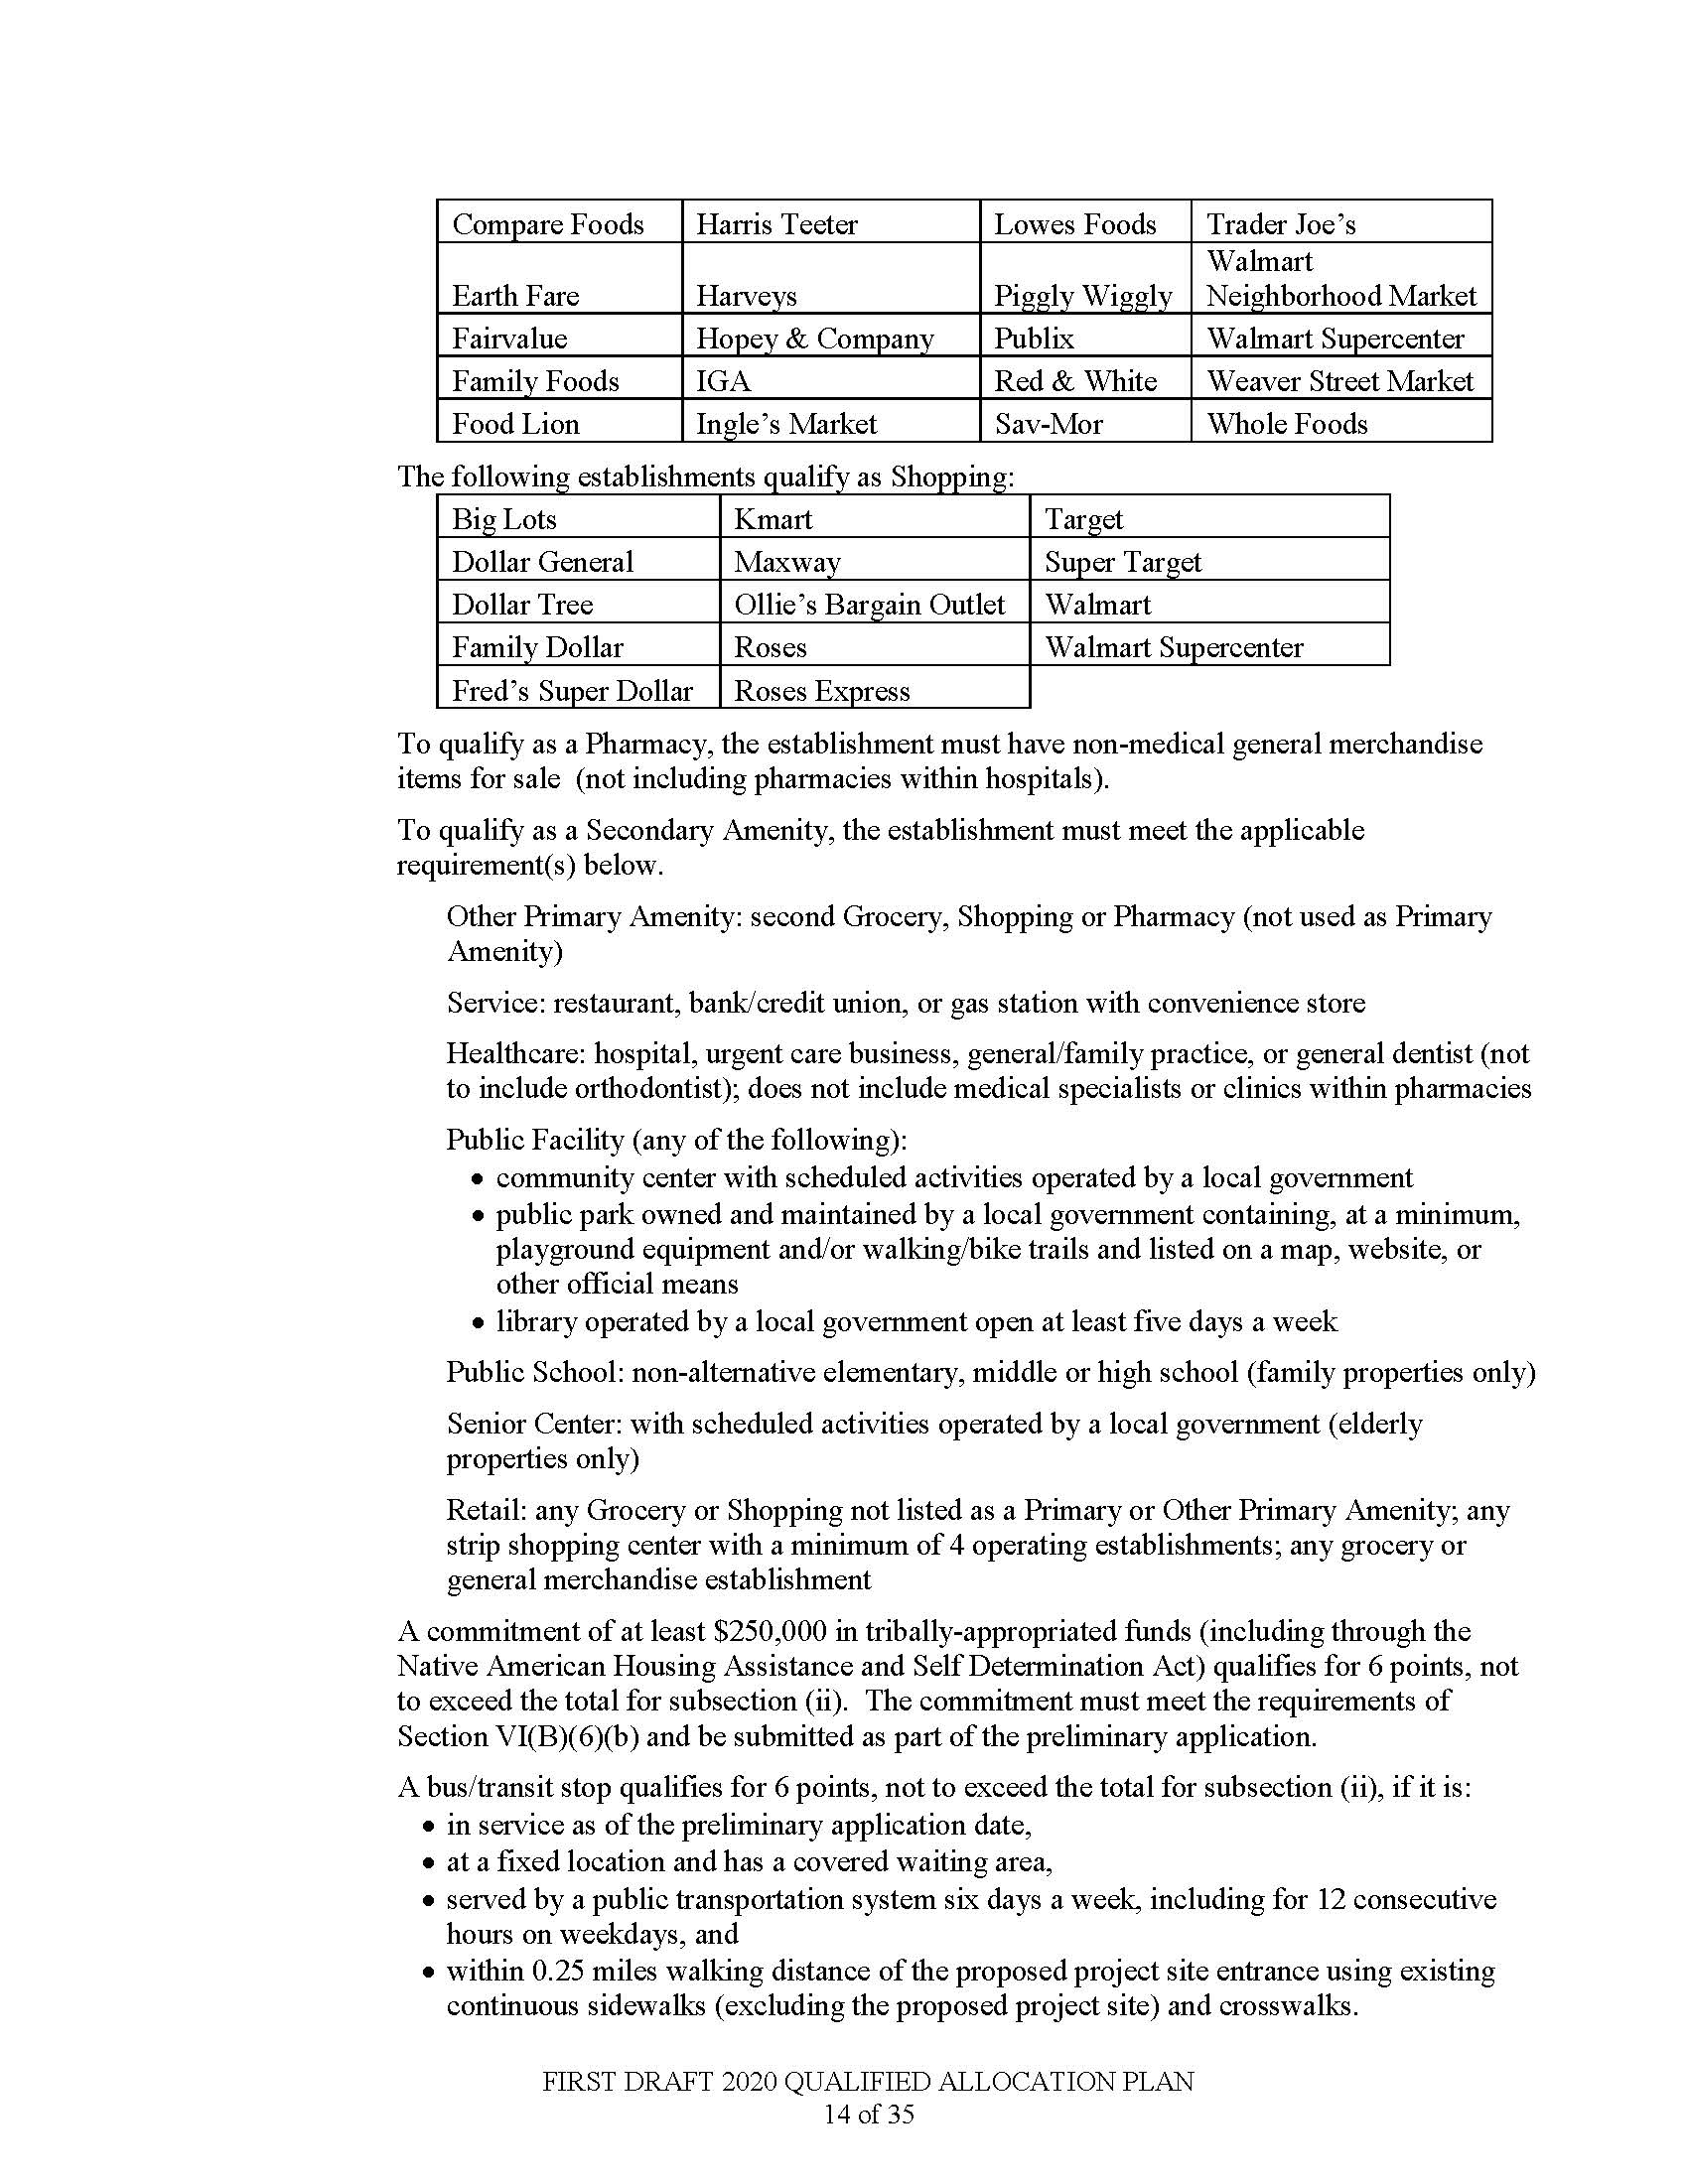 Compare Foods Harris Teeter Lowes Foods Trader Joe's
Walmart
Earth Fare Harveys Piggly Wiggly Neighborhood Market
Fairvalue Hopey & Company Publix Walmart Supercenter
Family Foods IGA Red & White Weaver Street Market
Food Lion Ingle's Market Sav-Mor Whole Foods
The following establishments qualify as Shopping:
Big Lots Kmart Target
Dollar General Maxway Super Target
Dollar Tree Ollie's Bargain Outlet Walmart
Family Dollar Roses Walmart Supercenter
Fred's Super Dollar Roses Express
To qualify as a Pharmacy, the establishment must have non-medical general merchandise
items for sale  (not including pharmacies within hospitals).
To qualify as a Secondary Amenity, the establishment must meet the applicable
requirement(s) below.
Other Primary Amenity: second Grocery, Shopping or Pharmacy (not used as Primary
Amenity)
Service: restaurant, bank/credit union, or gas station with convenience store
Healthcare: hospital, urgent care business, general/family practice, or general dentist (not
to include orthodontist); does not include medical specialists or clinics within pharmacies
Public Facility (any of the following):
• community center with scheduled activities operated by a local government
• public park owned and maintained by a local government containing, at a minimum,
playground equipment and/or walking/bike trails and listed on a map, website, or
other official means
• library operated by a local government open at least five days a week
Public School: non-alternative elementary, middle or high school (family properties only)
Senior Center: with scheduled activities operated by a local government (elderly
properties only)
Retail: any Grocery or Shopping not listed as a Primary or Other Primary Amenity; any
strip shopping center with a minimum of 4 operating establishments; any grocery or
general merchandise establishment
A commitment of at least $250,000 in tribally-appropriated funds (including through the
Native American Housing Assistance and Self Determination Act) qualifies for 6 points, not
to exceed the total for subsection (ii).  The commitment must meet the requirements of
Section VI(B)(6)(b) and be submitted as part of the preliminary application.
A bus/transit stop qualifies for 6 points, not to exceed the total for subsection (ii), if it is:
• in service as of the preliminary application date,
• at a fixed location and has a covered waiting area,
• served by a public transportation system six days a week, including for 12 consecutive
hours on weekdays, and
• within 0.25 miles walking distance of the proposed project site entrance using existing
continuous sidewalks (excluding the proposed project site) and crosswalks.
FIRST DRAFT 2020 QUALIFIED ALLOCATION PLAN
14 of 35